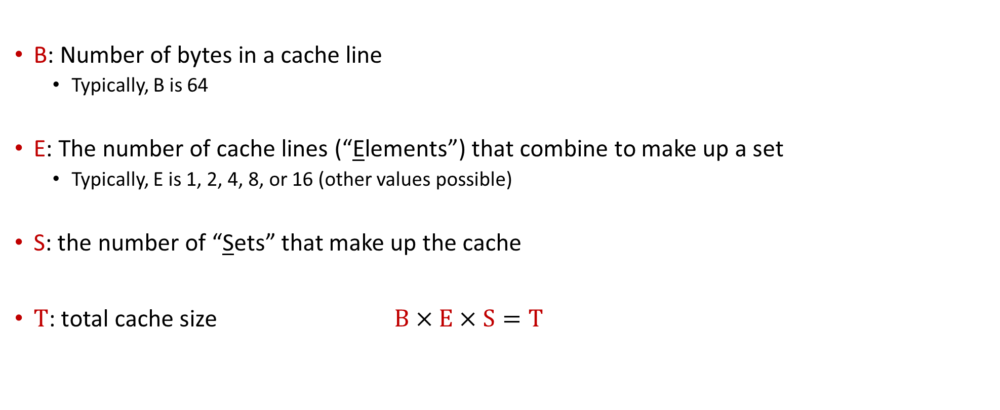 • B: Number of bytes in a cache line
• Typically, B is 64
• E: The number of cache lines (“Elements”) that combine to make up a set
• Typically, E is 1, 2, 4, 8, or 16 (other values possible)
• S: the number of “Sets” that make up the cache
• T: total cache size B × E × S = T